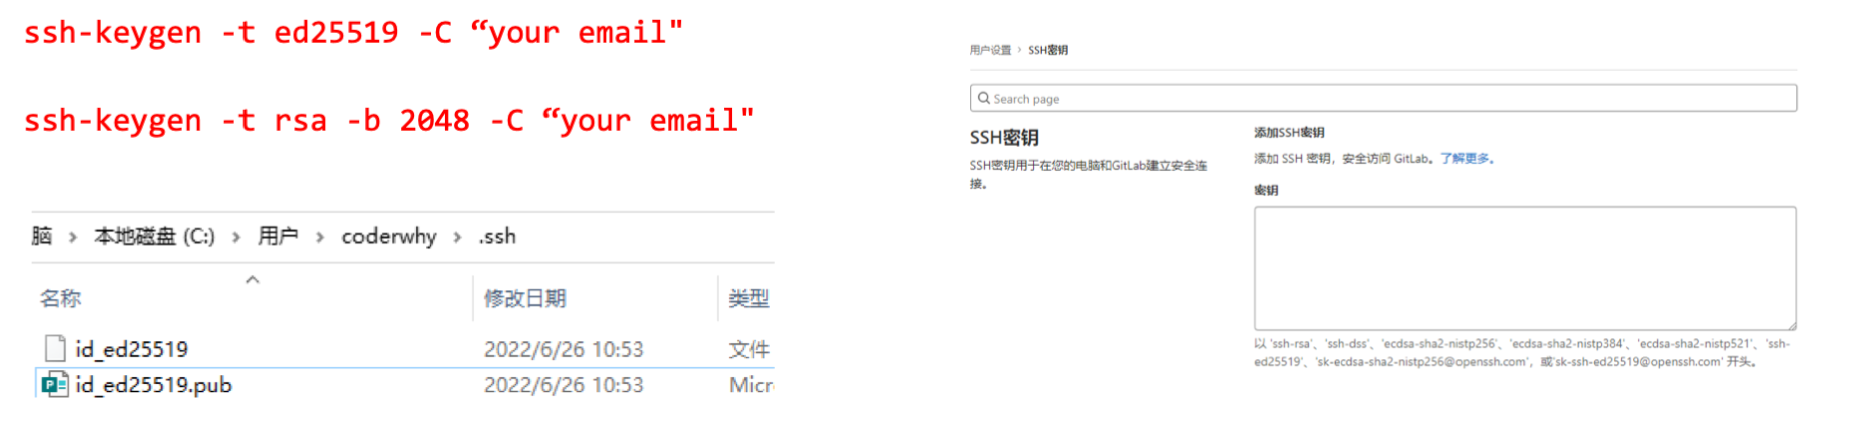 ssh-keygen -t ed25519 -C “your email"
ssh-keygen -t rsa -b 2048 -C “your email"
脑 › 本地磁盘 (C:) › 用户 › coderwhy › .ssh
名称 修改日期 类型
id_ed25519 2022/6/26 10:53 文件
id_ed25519.pub 2022/6/26 10:53 Micr
用户设置 › SSH密钥
Search page
SSH密钥
SSH密钥用于在您的电脑和GitLab建立安全连
接。
添加SSH密钥
添加 SSH 密钥，安全访问 GitLab。了解更多。
密钥
以 'ssh-rsa'、'ssh-dss'、'ecdsa-sha2-nistp256'、'ecdsa-sha2-nistp384'、'ecdsa-sha2-nistp521'、'ssh-
ed25519'、'sk-ecdsa-sha2-nistp256@openssh.com'，或'sk-ssh-ed25519@openssh.com' 开头。